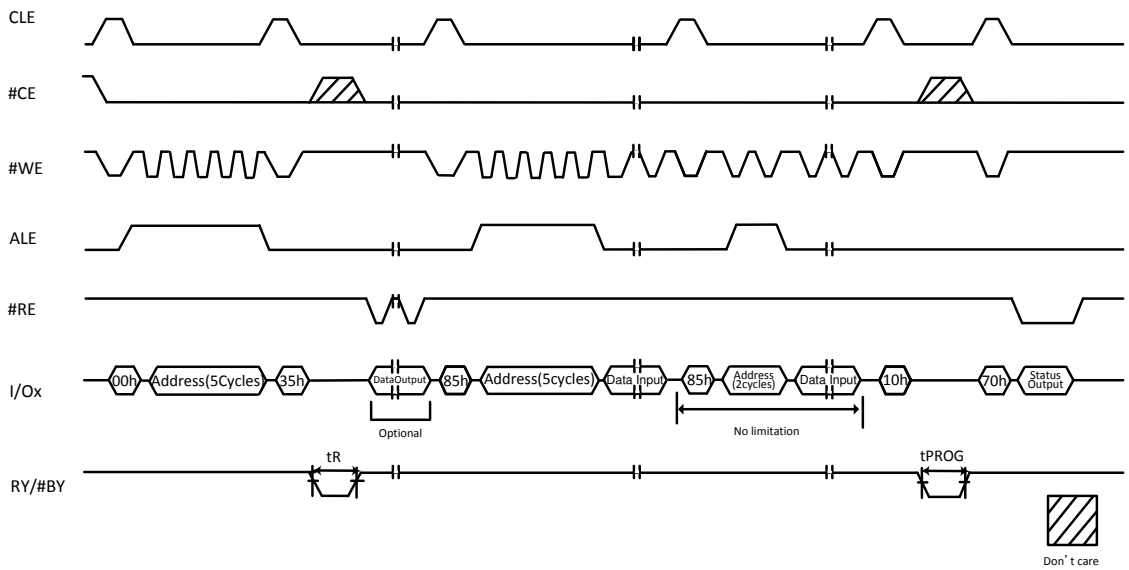 CLE
#CE
#WE
ALE
#RE
I/Ox
00h
Address(5Cycles)
35h
DataOutput
85h
Address(5cycles)
Data Input
85h
Address
(2cycles)
Data Input
10h
70h
Status
Output
Optional
No limitation
RY/#BY
tR
tPROG
Don't care